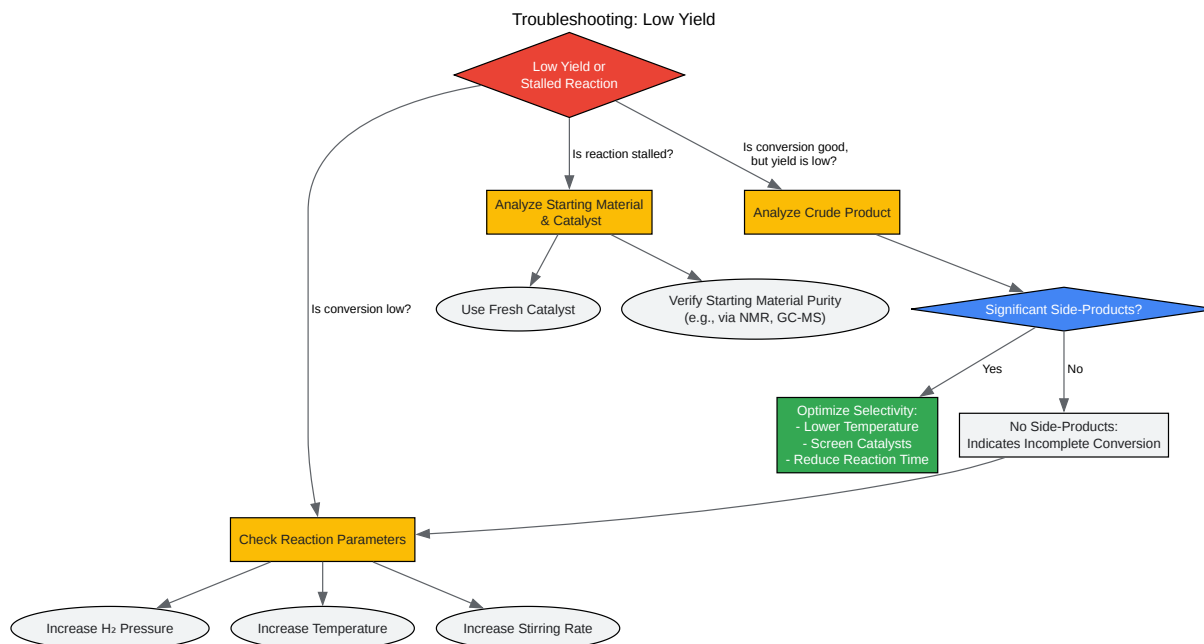 Troubleshooting: Low Yield
Low Yield or
Stalled Reaction
Is reaction stalled?
Is conversion good,
but yield is low?
Analyze Starting Material
& Catalyst
Analyze Crude Product
Is conversion low?
Use Fresh Catalyst
Verify Starting Material Purity
(e.g., via NMR, GC-MS)
Significant Side-Products?
Yes
No
Optimize Selectivity:
- Lower Temperature
- Screen Catalysts
- Reduce Reaction Time
No Side-Products:
Indicates Incomplete Conversion
Check Reaction Parameters
Increase H₂ Pressure
Increase Temperature
Increase Stirring Rate